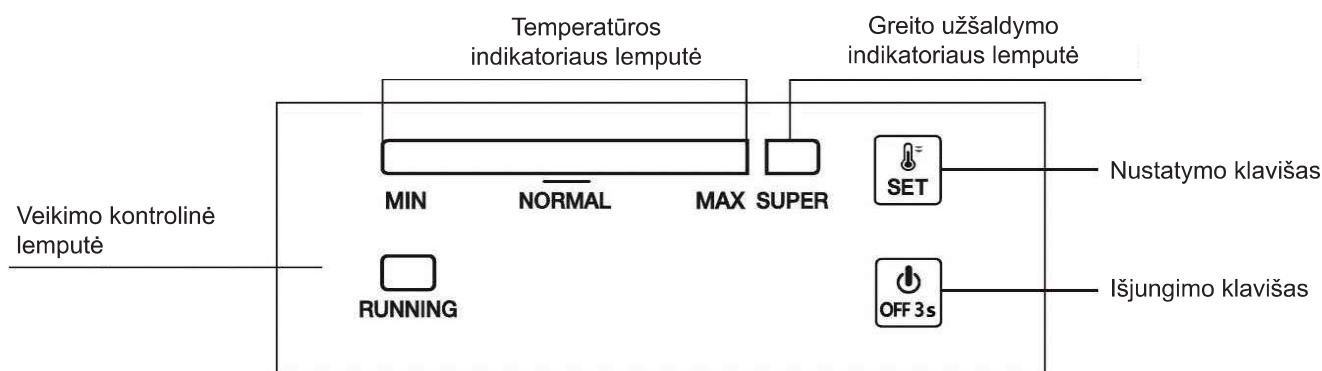 Temperatūros
indikatoriaus lemputė
Greito užšaldymo
indikatoriaus lemputė
MIN
NORMAL
MAX
SUPER
SET
Nustatymo klavišas
Veikimo kontrolinė
lemputė
RUNNING
OFF 3s
Išjungimo klavišas